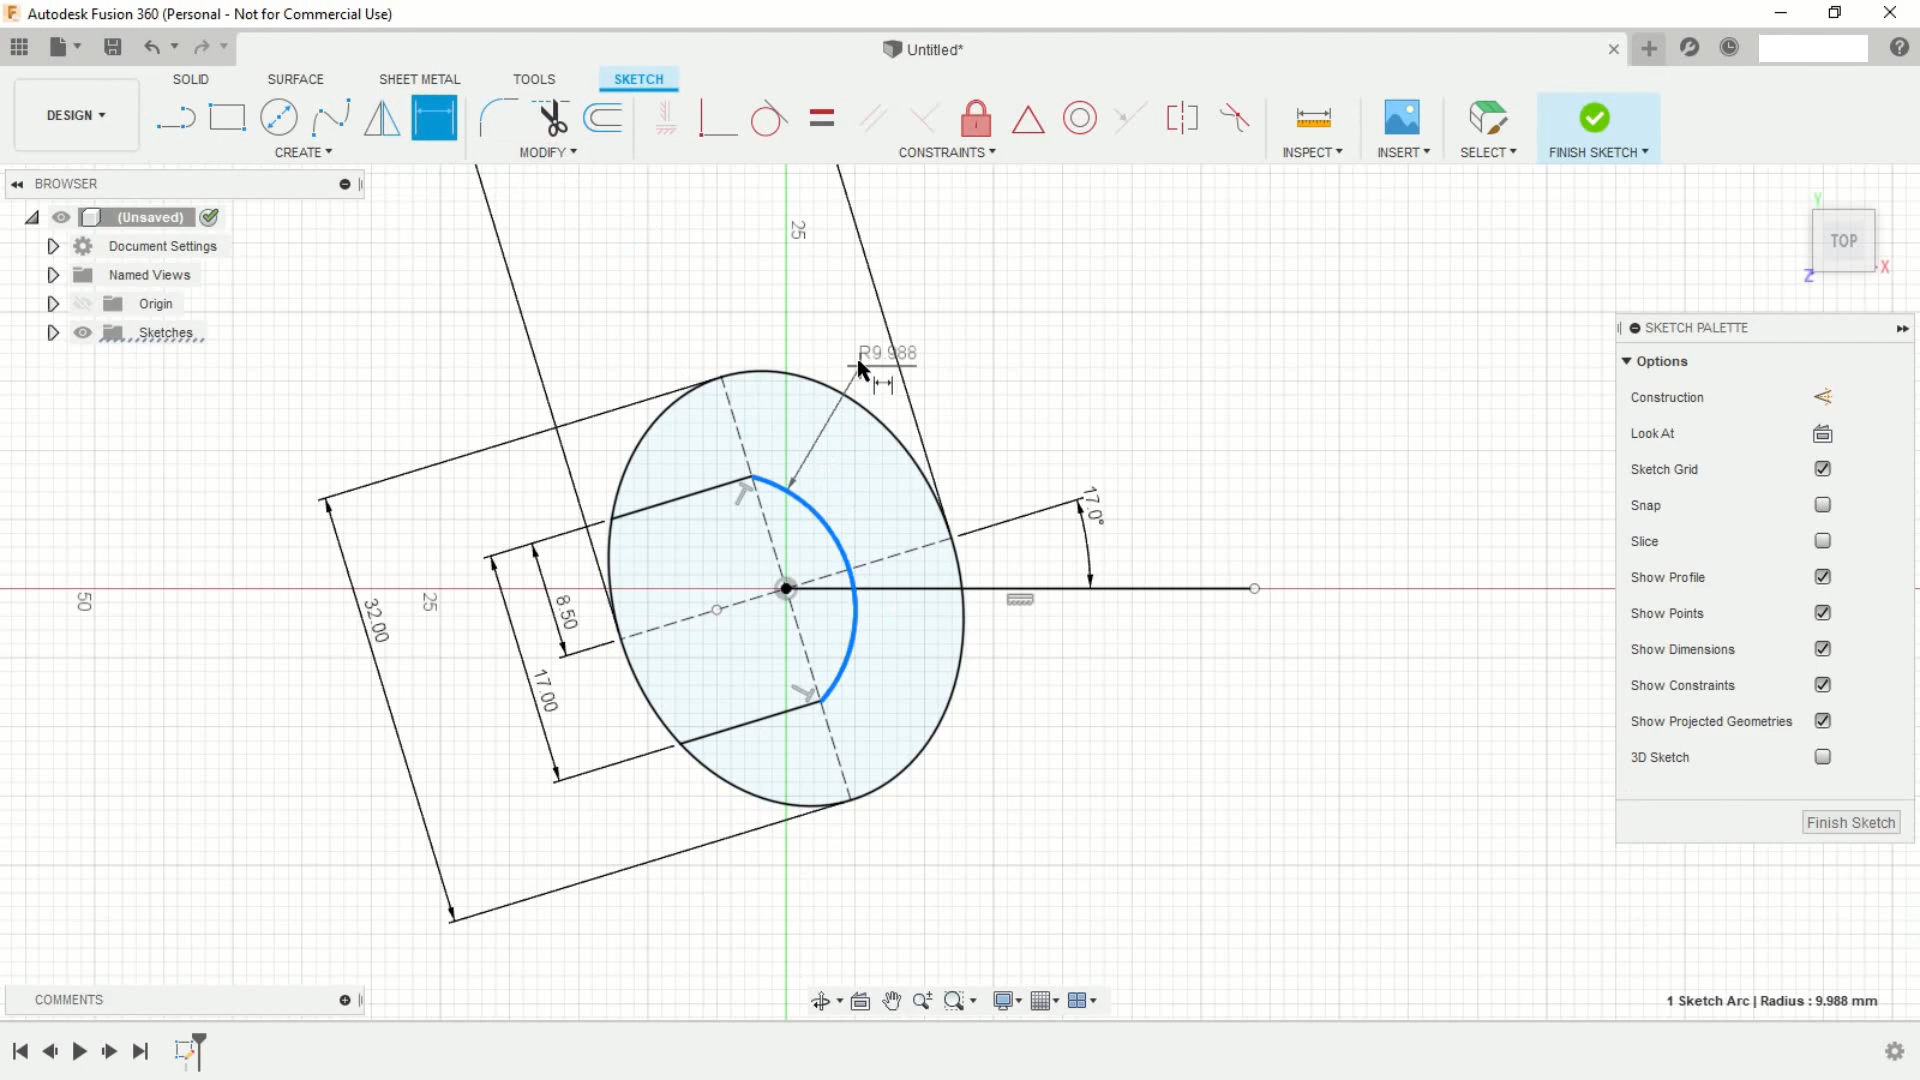 Autodesk Fusion 360 (Personal - Not for Commercial Use)
Untitled*
SOLID
SURFACE
SHEET METAL
TOOLS
SKETCH
DESIGN
CREATE
MODIFY
CONSTRAINTS
INSPECT
INSERT
SELECT
FINISH SKETCH
BROWSER
(Unsaved)
Document Settings
Named Views
Origin
Sketches
25
TOP
Y
X
Z
R9.988
17.0°
50
25
32.00
8.50
17.00
SKETCH PALETTE
Options
Construction
Look At
Sketch Grid
Snap
Slice
Show Profile
Show Points
Show Dimensions
Show Constraints
Show Projected Geometries
3D Sketch
Finish Sketch
COMMENTS
1 Sketch Arc | Radius : 9.988 mm